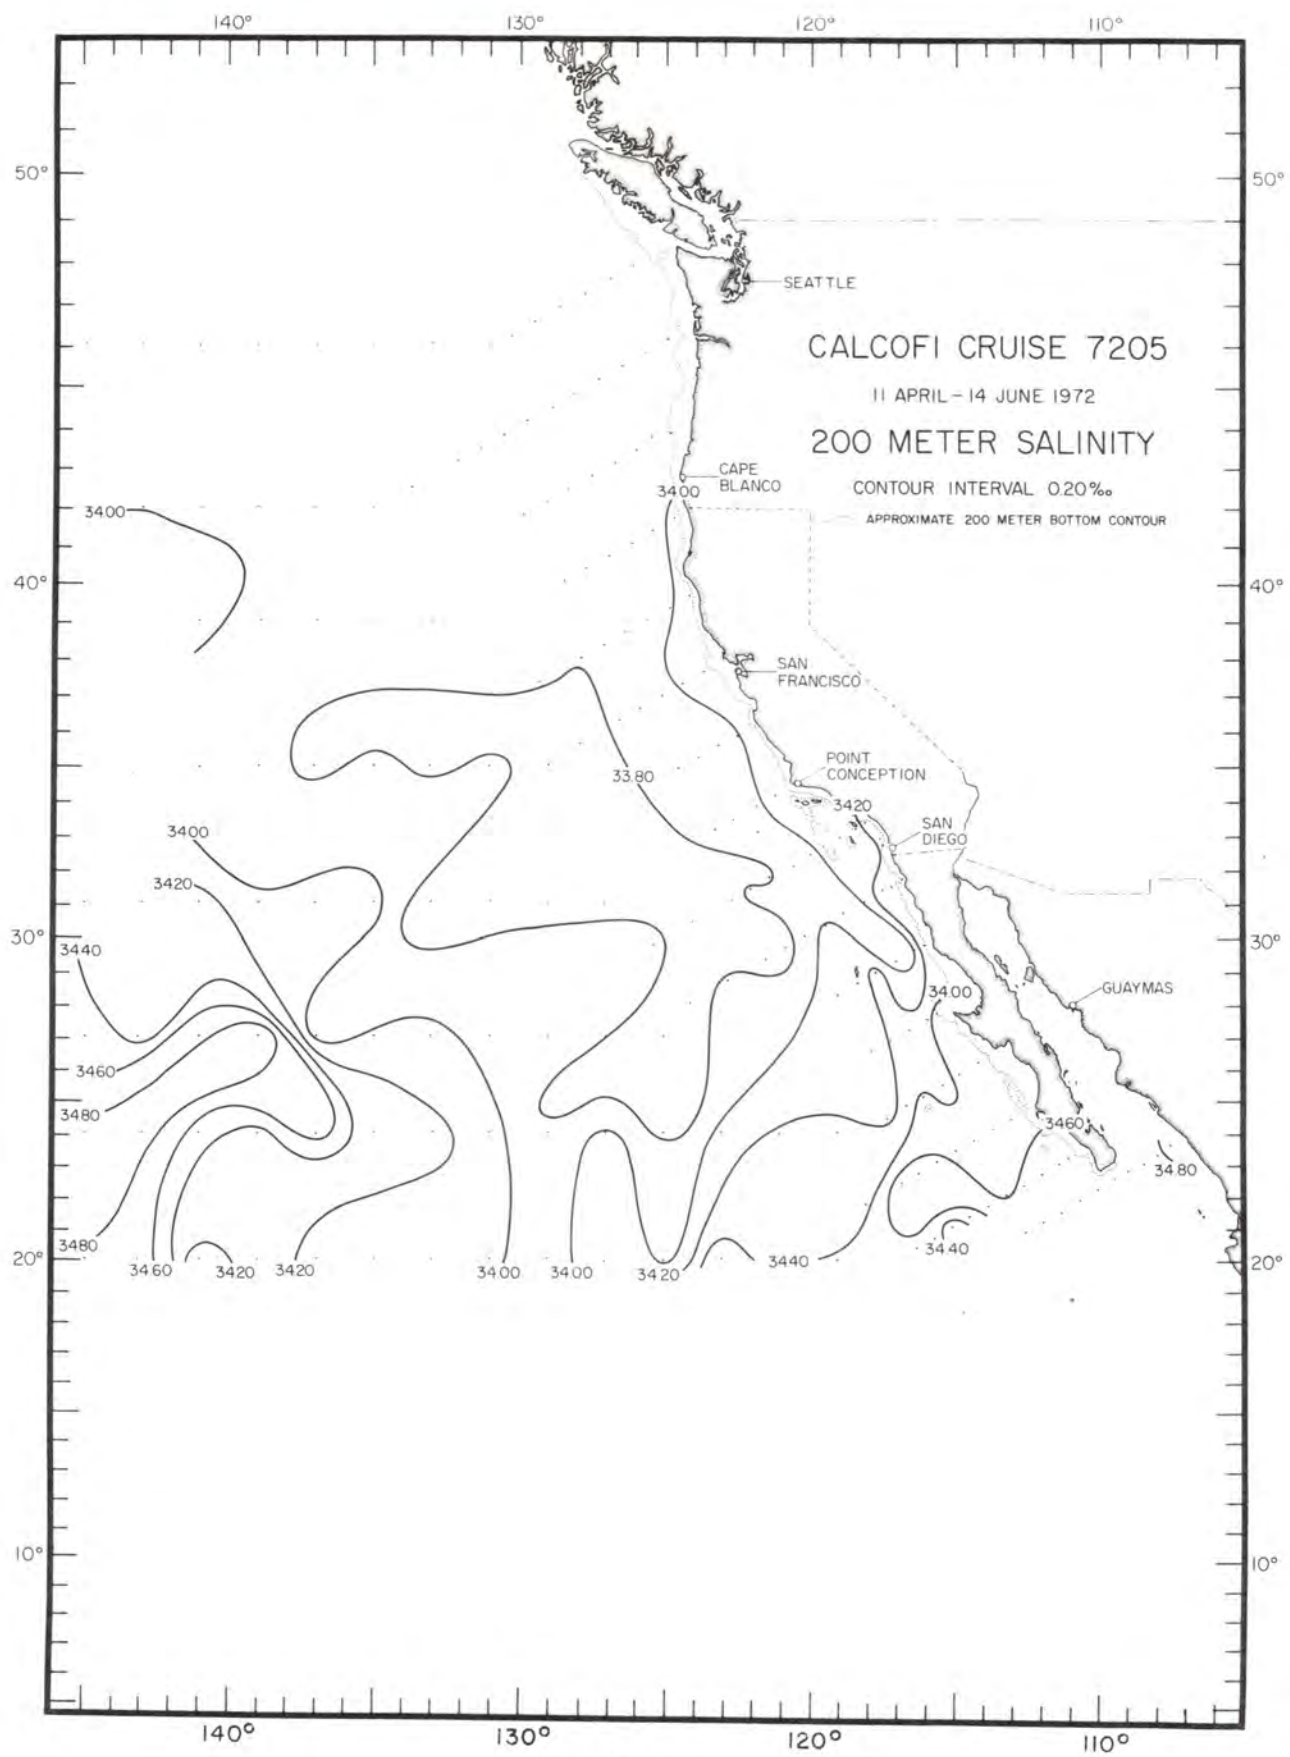 140° 130° 120° 110°
50° 50°
SEATTLE
CALCOFI CRUISE 7205
11 APRIL – 14 JUNE 1972
200 METER SALINITY
CAPE
BLANCO
CONTOUR INTERVAL 0.20‰
3400
3400
APPROXIMATE 200 METER BOTTOM CONTOUR
40° 40°
SAN
FRANCISCO
POINT
CONCEPTION
33.80
3420
3400
SAN
DIEGO
3420
30° 30°
3440
GUAYMAS
3400
3460
3480
3460
34.80
3480
3440
20° 3460 3420 3420 3400 3400 3420 3440 20°
10° 10°
140° 130° 120° 110°